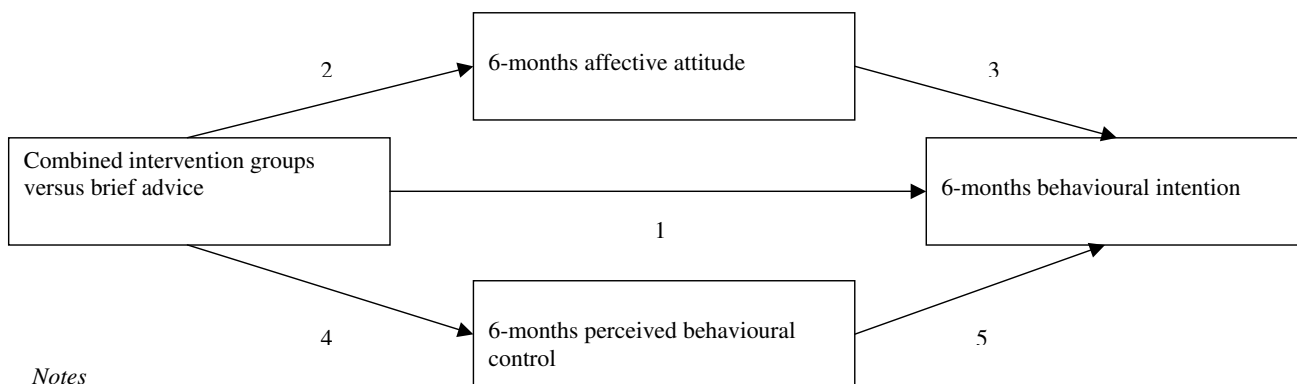 6-months affective attitude
2
3
Combined intervention groups
versus brief advice
6-months behavioural intention
1
6-months perceived behavioural
control
4
5
Notes